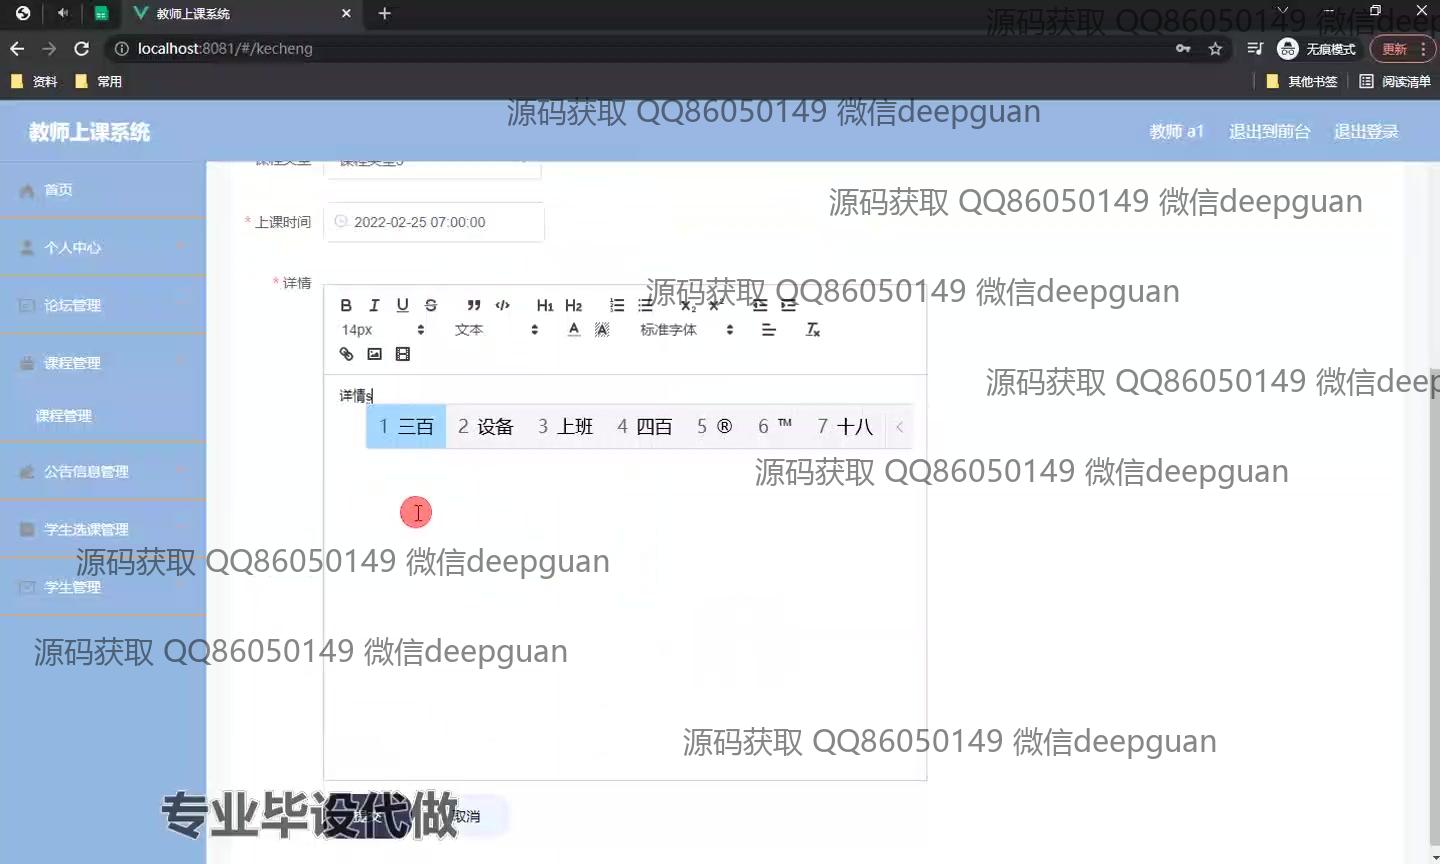 教师上课系统
源码获取 QQ86050149 微信deep
localhost:8081/#/kecheng
无痕模式
更新
资料
常用
其他书签
阅读清单
源码获取 QQ86050149 微信deepguan
教师上课系统
教师 a1
退出到前台
退出登录
课程类型
课程类型5
首页
源码获取 QQ86050149 微信deepguan
* 上课时间
2022-02-25 07:00:00
个人中心
* 详情
源码获取 QQ86050149 微信deepguan
B I U S " </> H1 H2 X₂ X²
论坛管理
14px
文本
A
A
标准字体
课程管理
源码获取 QQ86050149 微信deep
详情s
课程管理
1 三百 2 设备 3 上班 4 四百 5 ® 6 ™ 7 十八
公告信息管理
源码获取 QQ86050149 微信deepguan
学生选课管理
源码获取 QQ86050149 微信deepguan
学生管理
源码获取 QQ86050149 微信deepguan
源码获取 QQ86050149 微信deepguan
专业毕设代做
取消